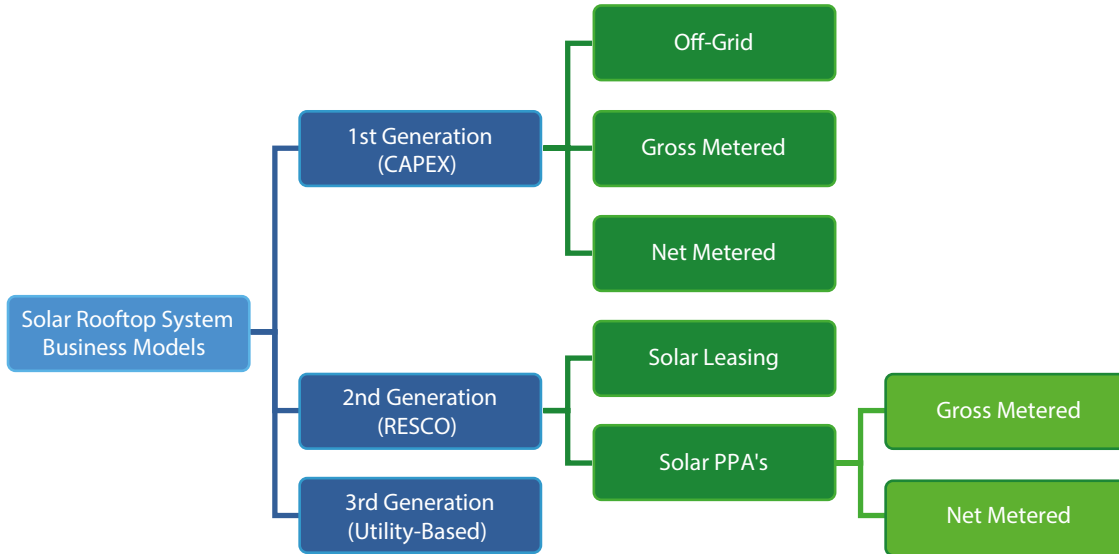 Solar Rooftop System
Business Models
1st Generation
(CAPEX)
Off-Grid
Gross Metered
Net Metered
2nd Generation
(RESCO)
Solar Leasing
Solar PPA's
Gross Metered
Net Metered
3rd Generation
(Utility-Based)